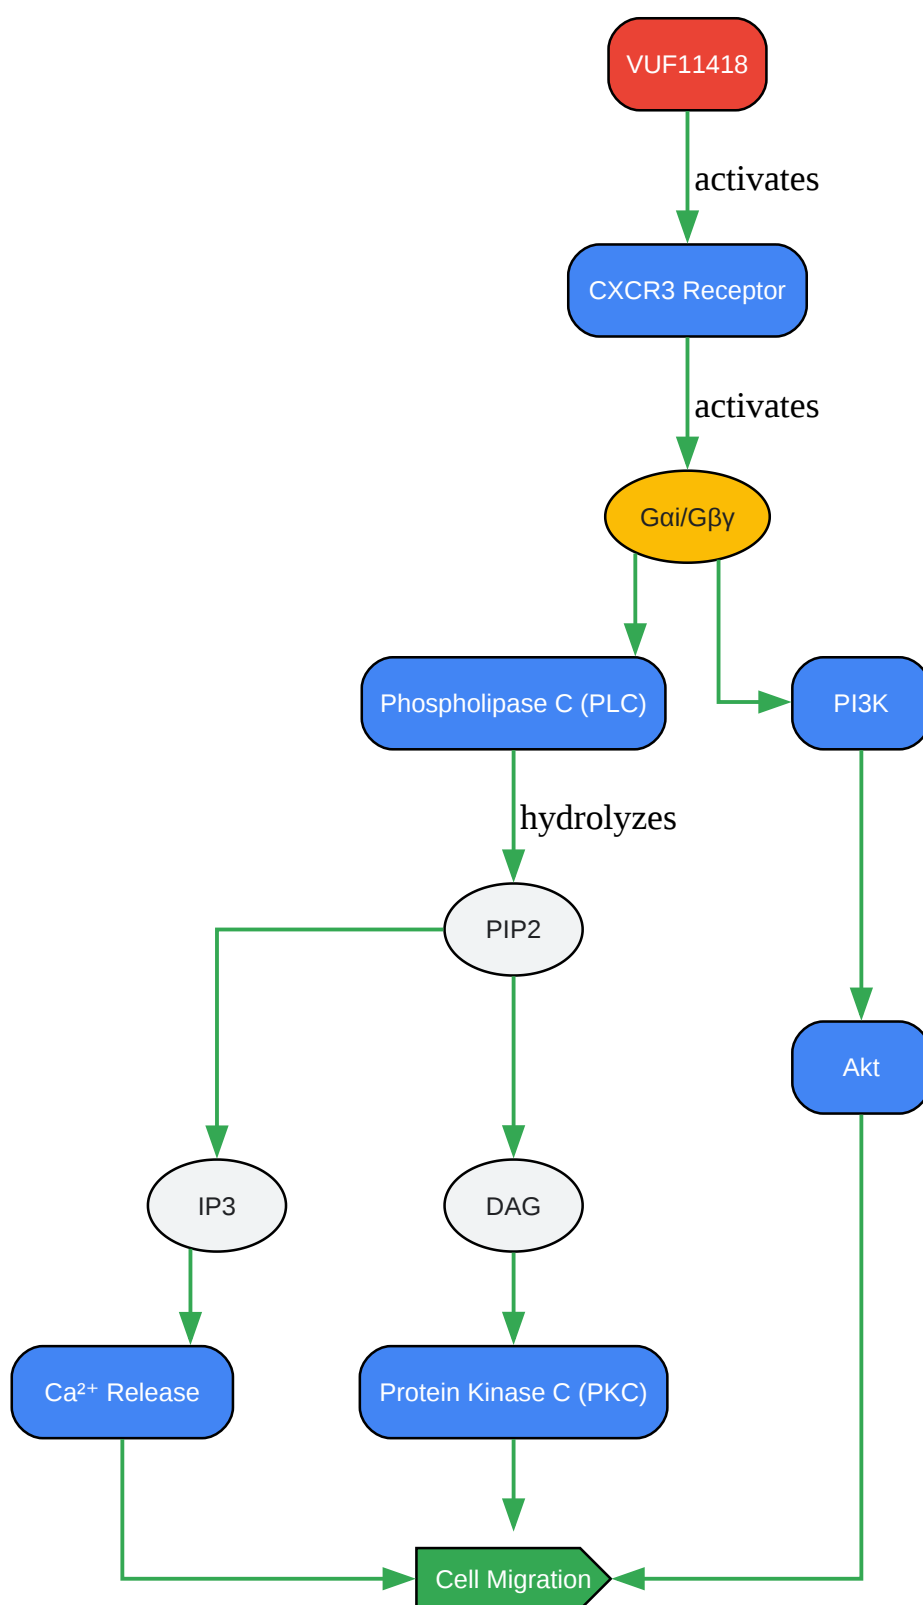 VUF11418
activates
CXCR3 Receptor
activates
Gαi/Gβγ
Phospholipase C (PLC)
PI3K
hydrolyzes
PIP2
Akt
IP3
DAG
Ca²⁺ Release
Protein Kinase C (PKC)
Cell Migration